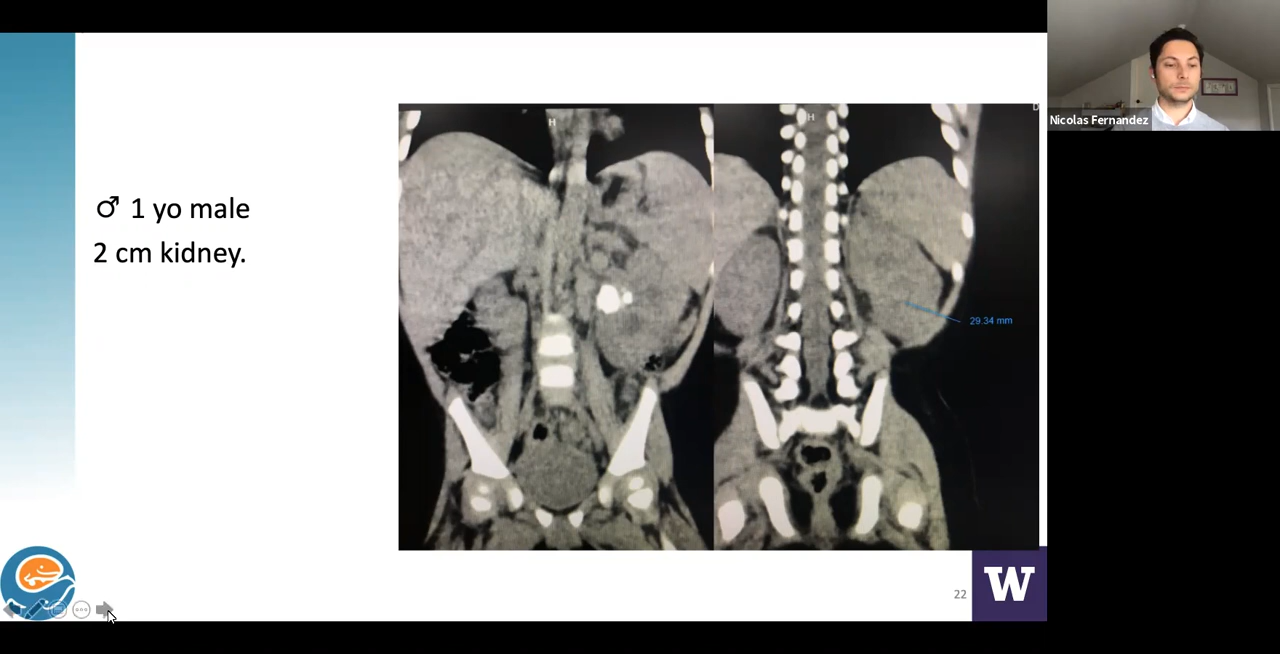 ♂ 1 yo male
2 cm kidney.
H
H
D
29.34 mm
22
W
Nicolas Fernandez